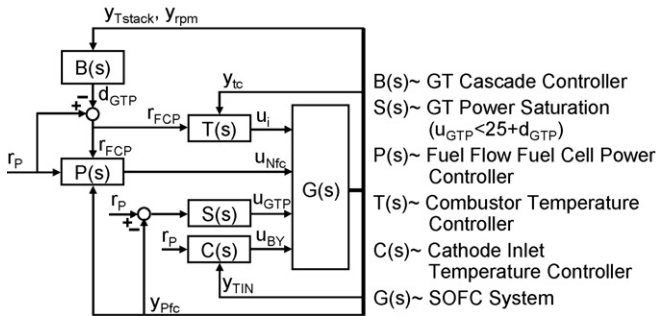 yTstack, yrpm
B(s)
dGTP
−
+
rFCP
ytc
T(s)
ui
rP
rFCP
P(s)
uNfc
G(s)
rP
+
−
S(s)
uGTP
rP
C(s)
uBY
yTIN
yPfc
B(s)~ GT Cascade Controller
S(s)~ GT Power Saturation
(uGTP<25+dGTP)
P(s)~ Fuel Flow Fuel Cell Power
Controller
T(s)~ Combustor Temperature
Controller
C(s)~ Cathode Inlet
Temperature Controller
G(s)~ SOFC System